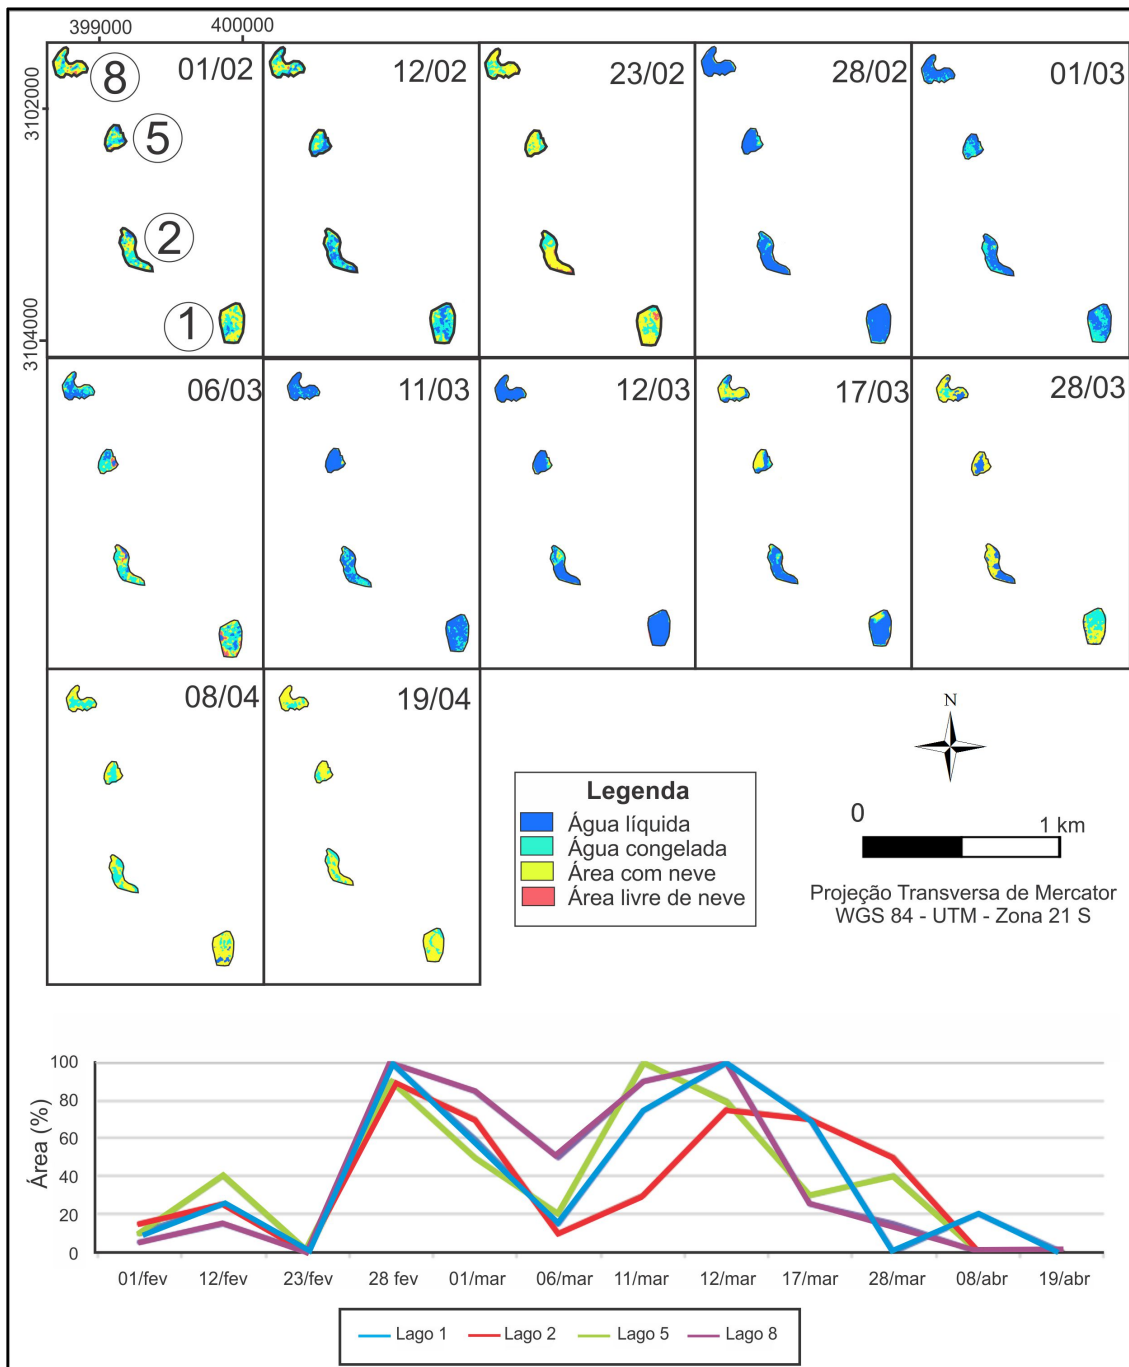 399000 400000
3102000
3104000
01/02 12/02 23/02 28/02 01/03
8
5
2
1
06/03 11/03 12/03 17/03 28/03
08/04 19/04
N
0 1 km
Projeção Transversa de Mercator
WGS 84 - UTM - Zona 21 S
Legenda
Água líquida
Água congelada
Área com neve
Área livre de neve
Área (%)
100
80
60
40
20
0
01/fev 12/fev 23/fev 28 fev 01/mar 06/mar 11/mar 12/mar 17/mar 28/mar 08/abr 19/abr
Lago 1 Lago 2 Lago 5 Lago 8